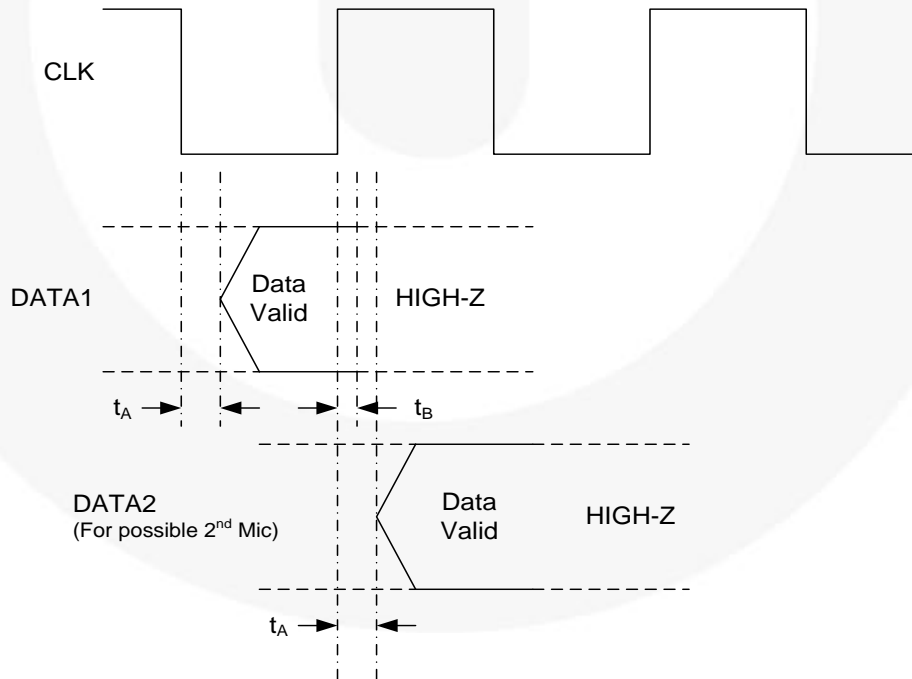 CLK
DATA1
Data
Valid
HIGH-Z
tA
tB
DATA2
(For possible 2nd Mic)
Data
Valid
HIGH-Z
tA